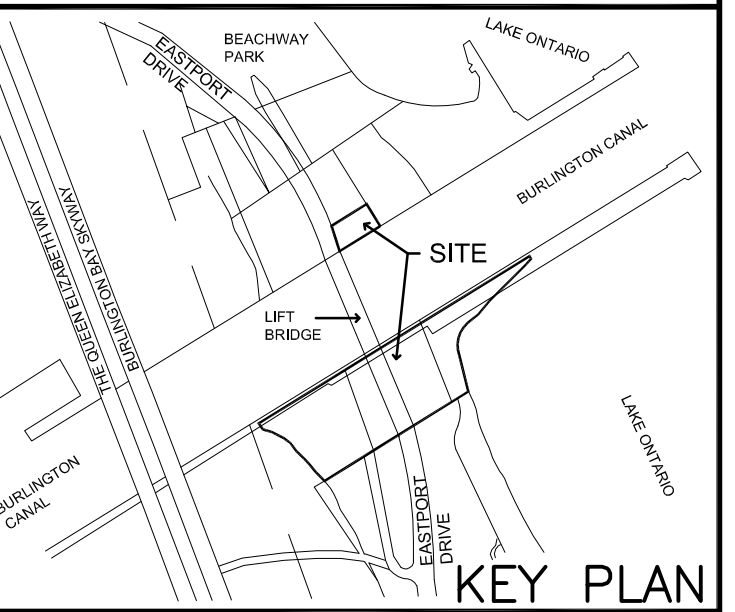 EASTPORT
DRIVE
BEACHWAY
PARK
LAKE ONTARIO
BURLINGTON CANAL
THE QUEEN ELIZABETH WAY
BURLINGTON BAY SKYWAY
SITE
LIFT
BRIDGE
LAKE ONTARIO
BURLINGTON
CANAL
EASTPORT
DRIVE
KEY PLAN